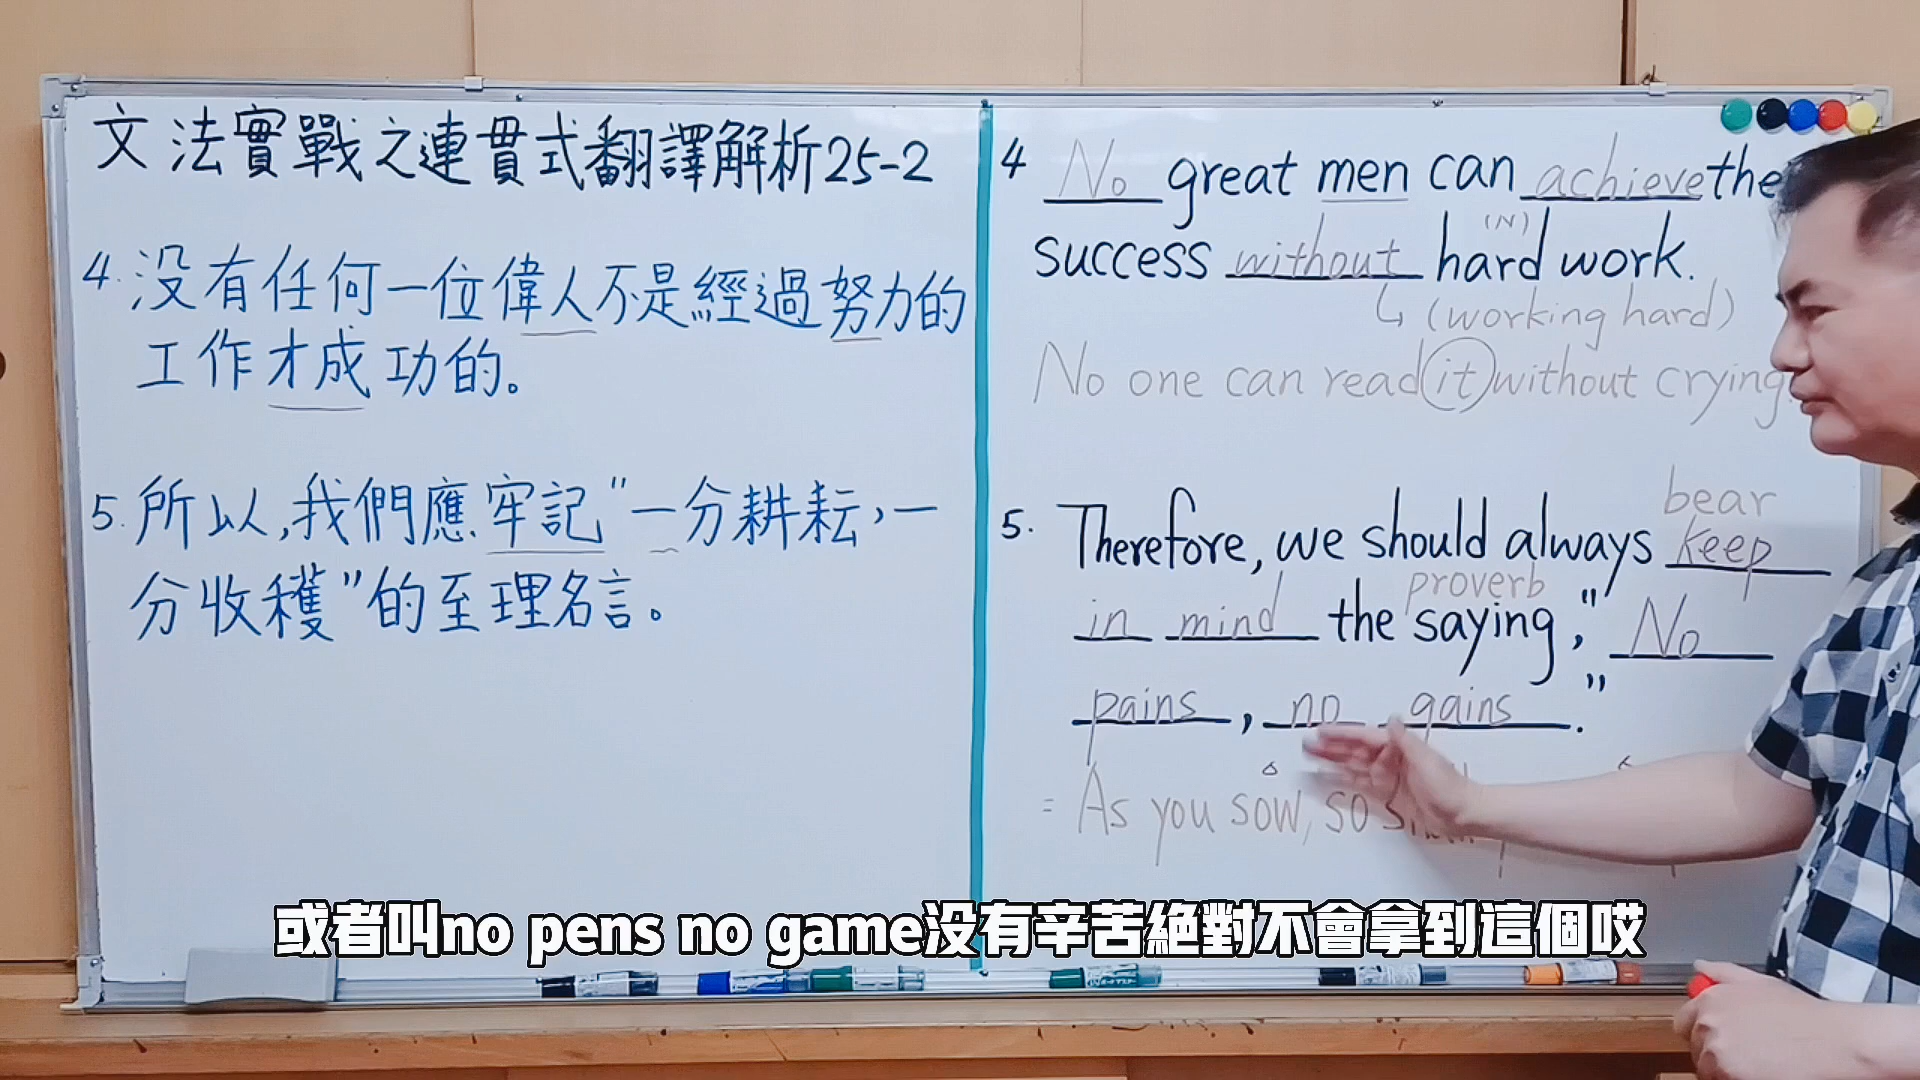 文法實戰之連貫式翻譯解析25-2
4. 没有任何一位偉人不是經過努力的
工作才成功的。
5. 所以,我們應牢記"一分耕耘,一
分收穫"的至理名言。
4 No great men can achieve the
(N)
success without hard work.
(working hard)
No one can read it without crying.
bear
5. Therefore, we should always keep
proverb
in mind the saying, "No
pains, no gains."
= As you sow, so
或者叫no pens no game没有辛苦絕對不會拿到這個哎